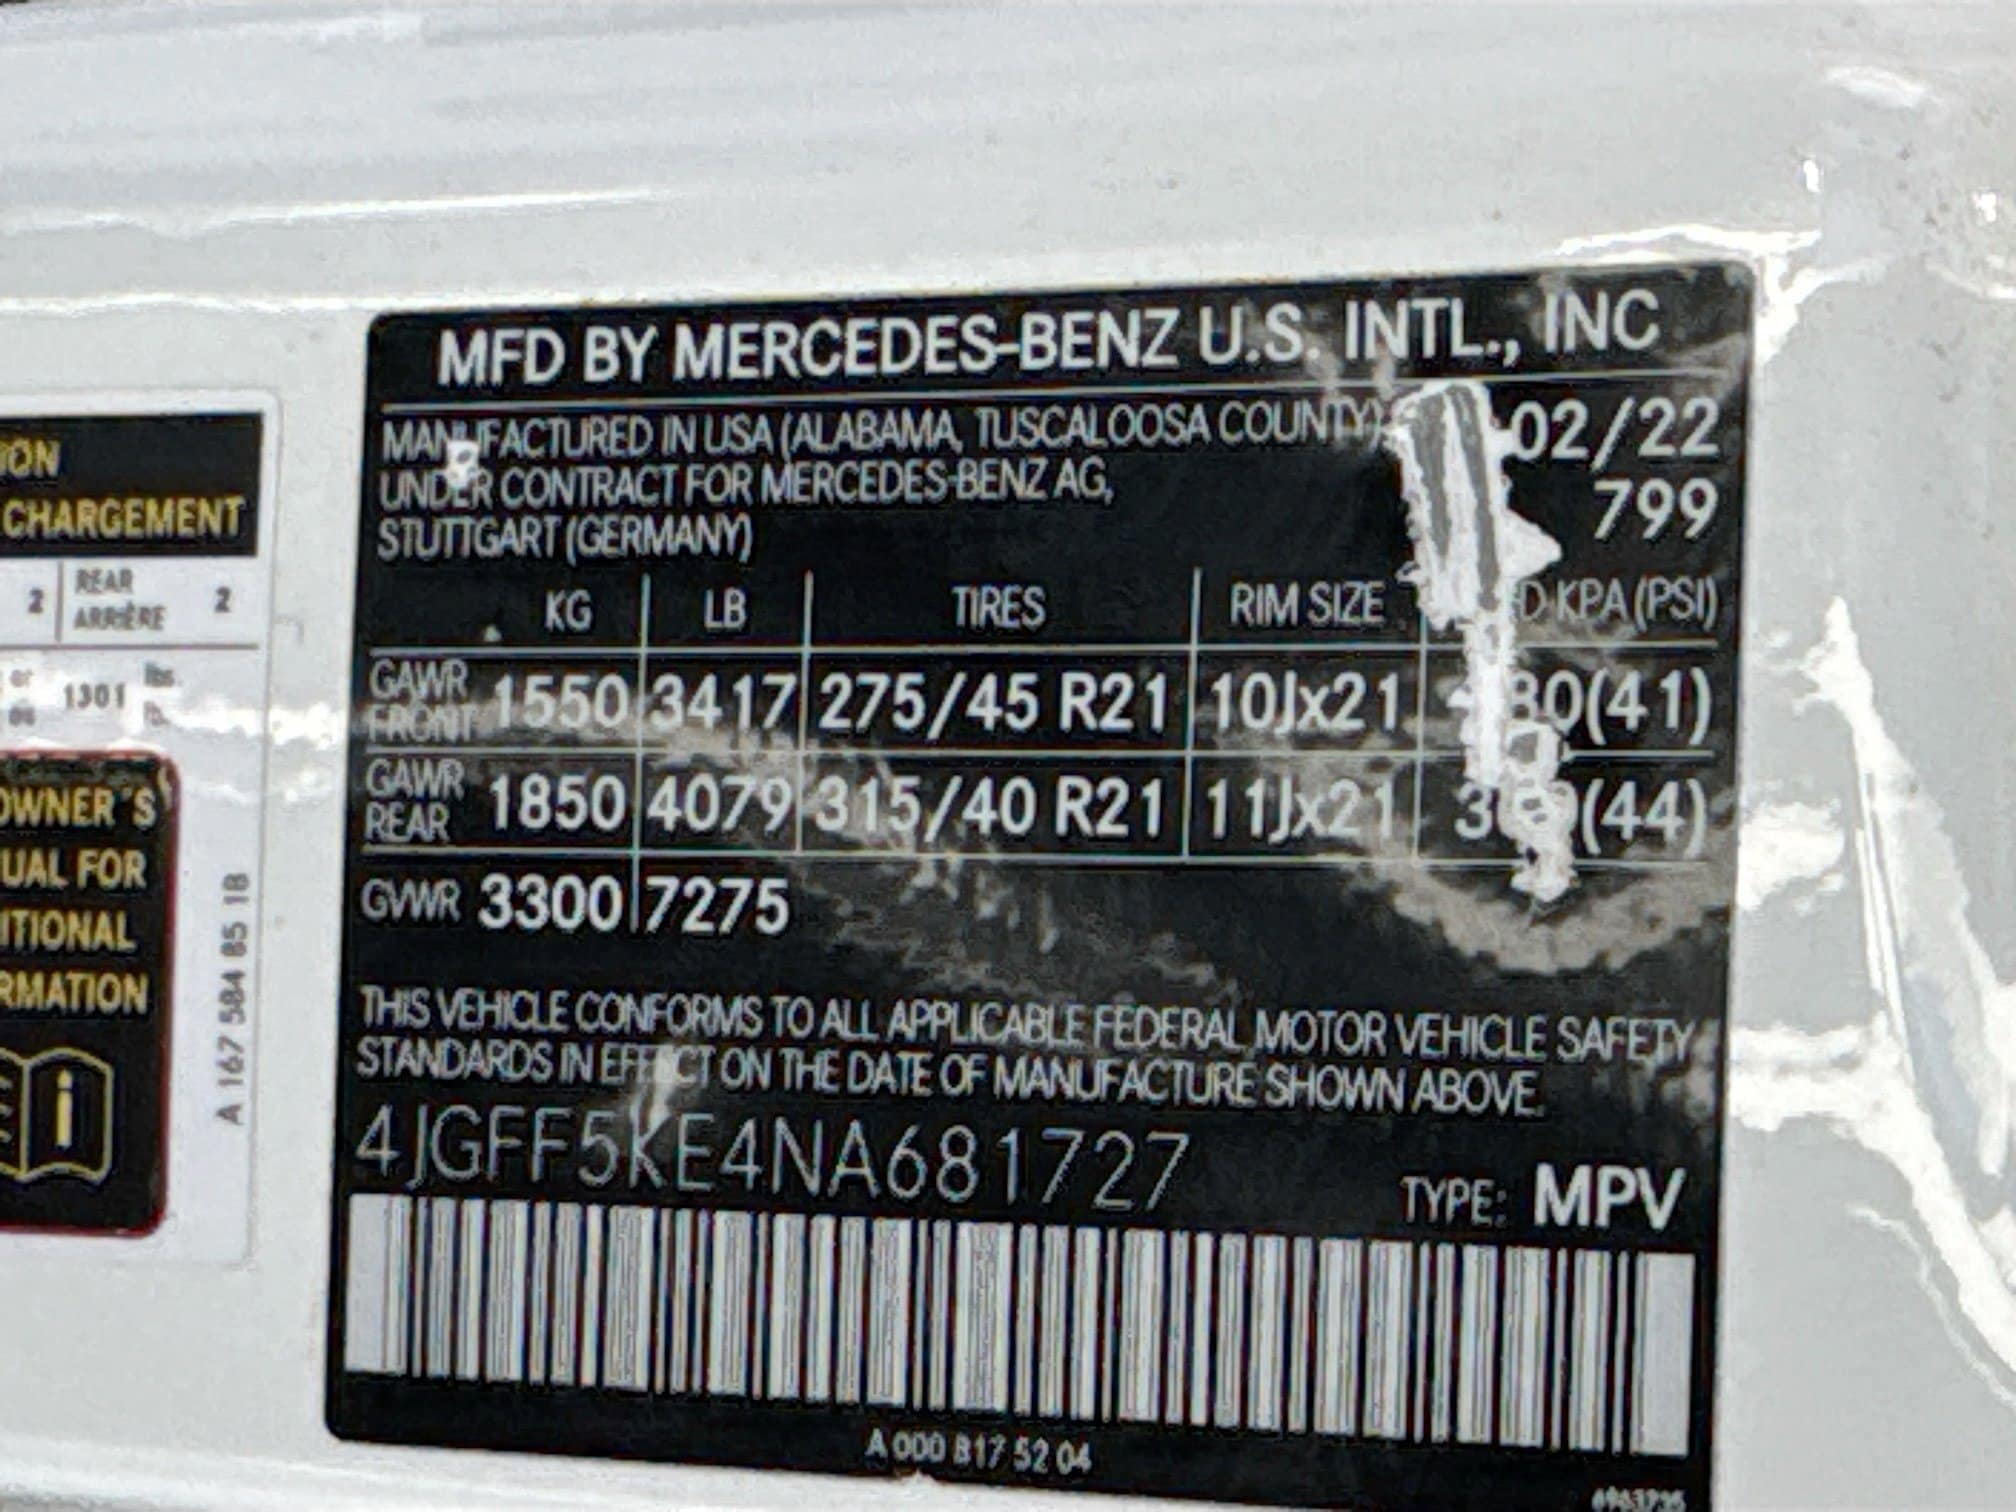 MFD BY MERCEDES-BENZ U.S. INTL., INC
MANUFACTURED IN USA (ALABAMA, TUSCALOOSA COUNTY) 02/22
UNDER CONTRACT FOR MERCEDES-BENZ AG, 799
STUTTGART (GERMANY)
KG LB TIRES RIM SIZE KPA (PSI)
GAWR FRONT 1550 3417 275/45 R21 10Jx21 (41)
GAWR REAR 1850 4079 315/40 R21 11Jx21 (44)
GVWR 3300 7275
THIS VEHICLE CONFORMS TO ALL APPLICABLE FEDERAL MOTOR VEHICLE SAFETY
STANDARDS IN EFFECT ON THE DATE OF MANUFACTURE SHOWN ABOVE.
4JGFF5KE4NA681727 TYPE: MPV
A 000 817 52 04
CHARGEMENT
2 REAR ARRIÈRE 2
1301 lbs.
OWNER'S
FOR
A 167 584 85 18